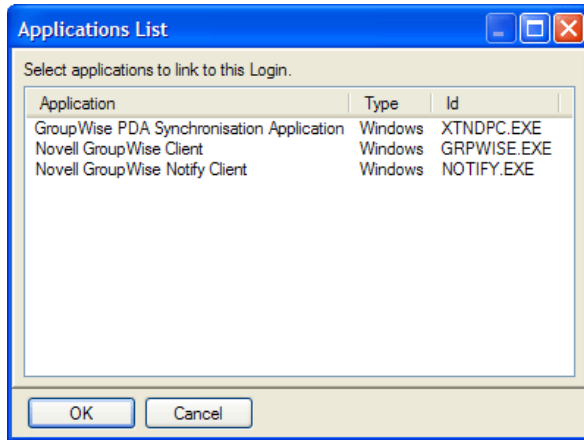 Applications List
Select applications to link to this Login.
Application Type Id
GroupWise PDA Synchronisation Application Windows XTNDPC.EXE
Novell GroupWise Client Windows GRPWISE.EXE
Novell GroupWise Notify Client Windows NOTIFY.EXE
OK Cancel